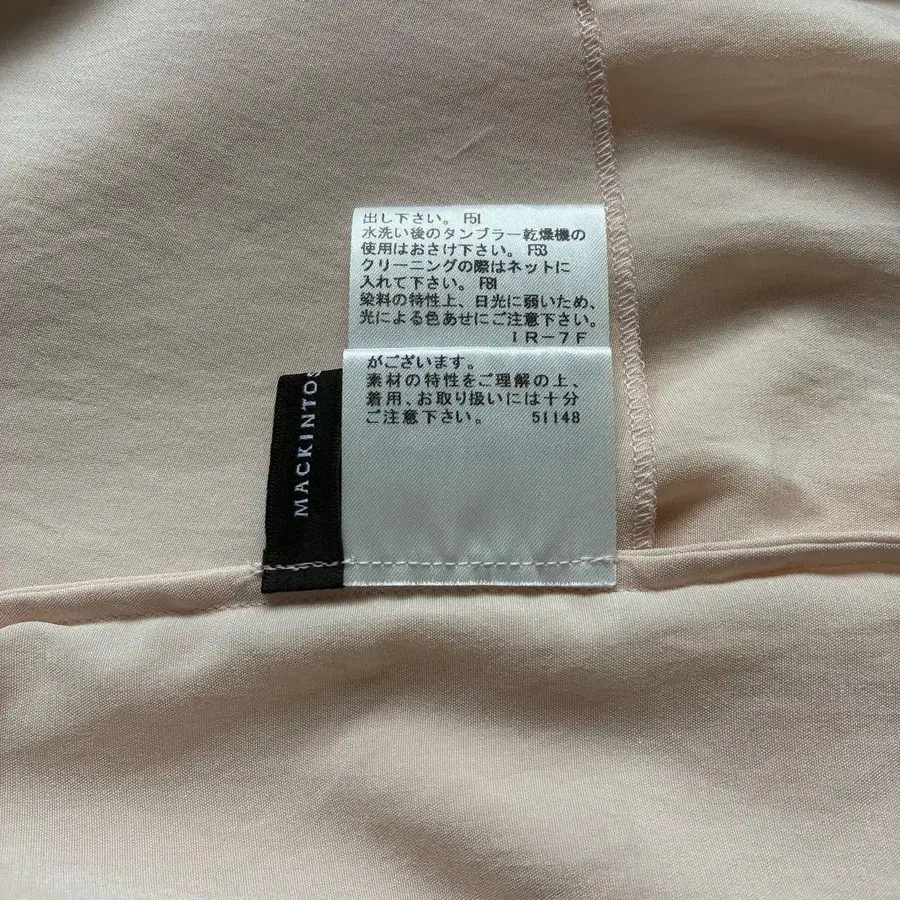 出し下さい。F51
水洗い後のタンブラー乾燥機の
使用はおさけ下さい。F53
クリーニングの際はネットに
入れて下さい。F81
染料の特性上、日光に弱いため、
光による色あせにご注意下さい。
IR-7F
がございます。
素材の特性をご理解の上、
着用、お取り扱いには十分
ご注意下さい。 51148
MACKINTOS